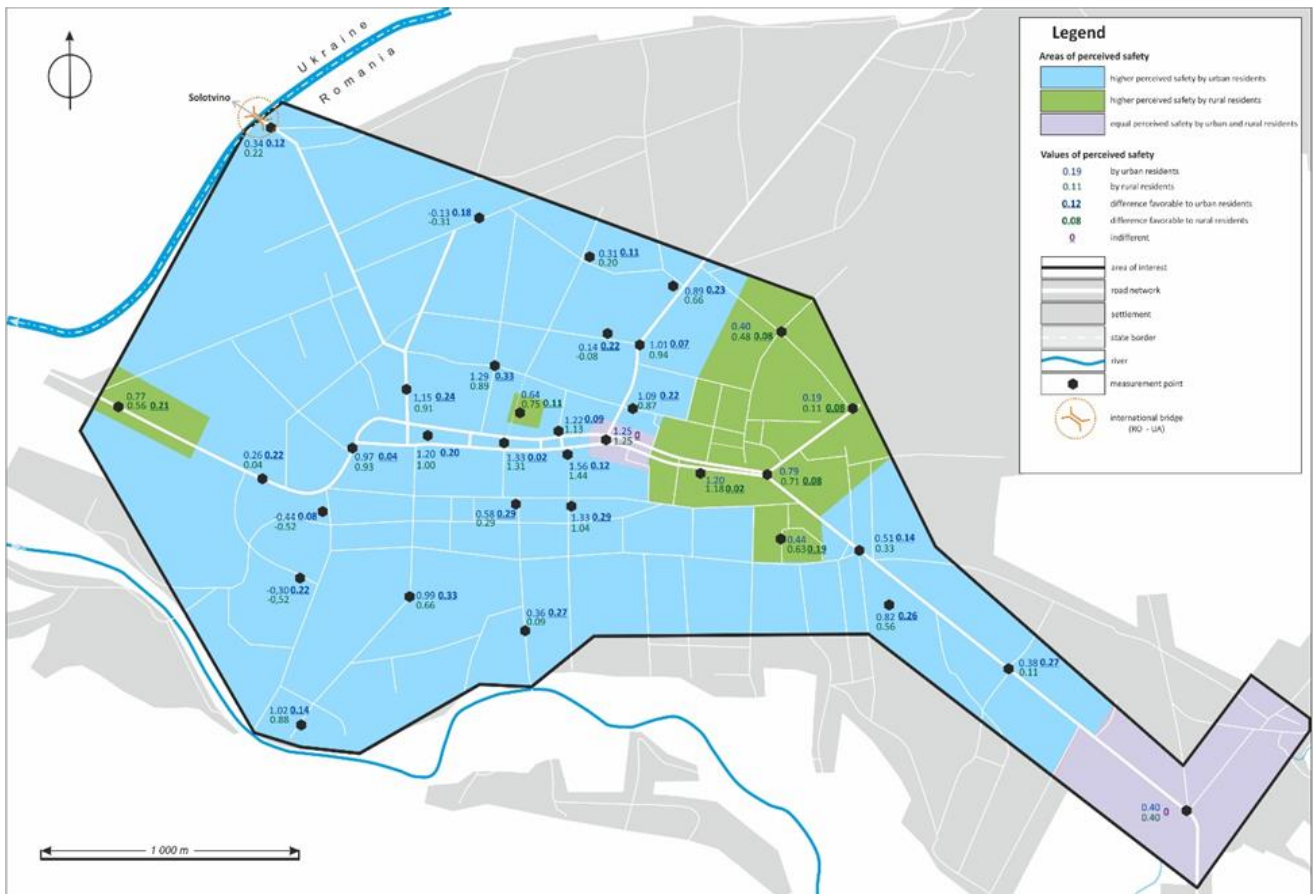 Ukraine
Romania
Solotvino
0.34 0.12
0.22
-0.13 0.18
-0.31
0.31 0.11
0.20
0.89 0.23
0.66
0.40
0.48 0.08
0.14 0.22
-0.08
1.01 0.07
0.94
1.29 0.33
0.89
1,15 0.24
0.91
0.77
0.56 0.21
0.64
0.75 0.11
1.09 0.22
0.87
0.19
0.11 0.08
1.22 0.09
1.13
1.25 0
1.25
0.26 0.22
0.04
0.97 0.04
0.93
1.20 0.20
1.00
1.33 0.02
1.31
1.56 0.12
1.44
1.20
1.18 0.02
0.79
0.71 0.08
-0.44 0.08
-0.52
0.58 0.29
0.29
1.33 0.29
1.04
0.44
0.63 0.19
0.51 0.14
0.33
-0.30 0.22
-0,52
0.99 0.33
0.66
0.36 0.27
0.09
0.82 0.26
0.56
0.38 0.27
0.11
1.02 0.14
0.88
0.40 0
0.40
1 000 m
Legend
Areas of perceived safety
higher perceived safety by urban residents
higher perceived safety by rural residents
equal perceived safety by urban and rural residents
Values of perceived safety
0.19 by urban residents
0.11 by rural residents
0.12 difference favorable to urban residents
0.08 difference favorable to rural residents
0 indifferent
area of interest
road network
settlement
state border
river
measurement point
international bridge
(RO - UA)